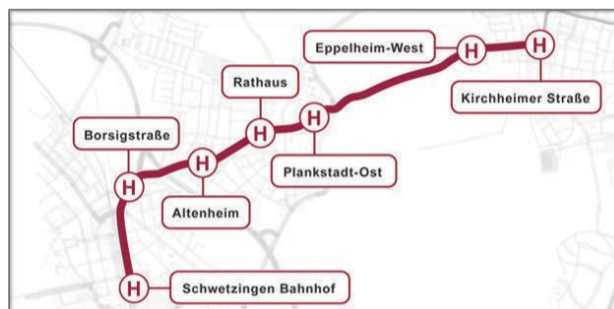 Eppelheim-West
H
H
Rathaus
Kirchheimer Straße
H
H
Borsigstraße
H
Plankstadt-Ost
H
Altenheim
H
Schwetzingen Bahnhof